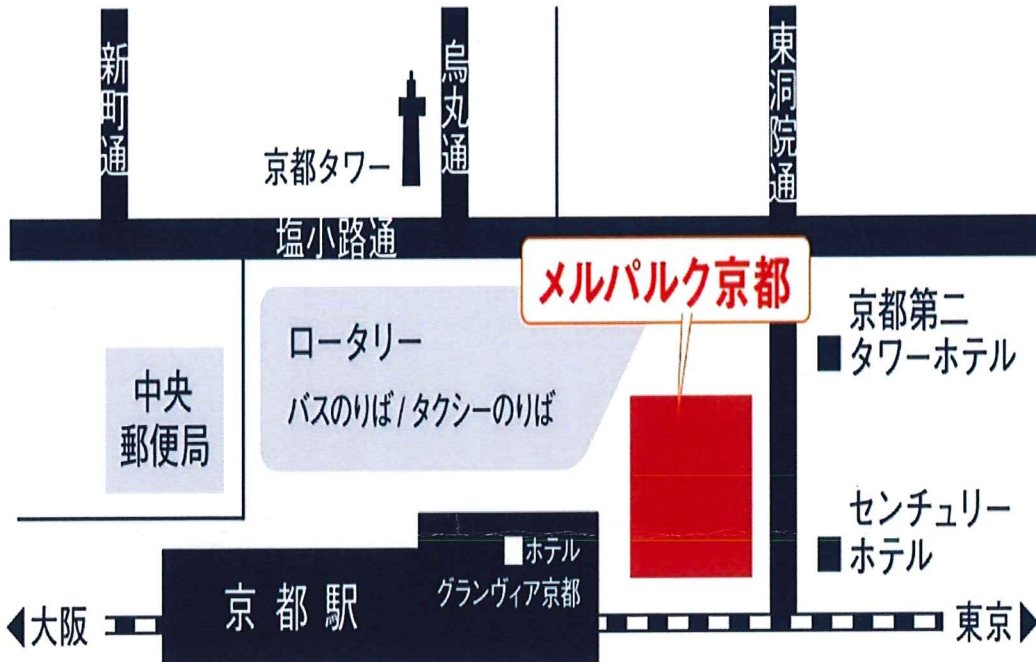 新町通
烏丸通
東洞院通
京都タワー
塩小路通
メルパルク京都
京都第二
タワーホテル
ロータリー
バスのりば/タクシーのりば
中央
郵便局
センチュリー
ホテル
ホテル
グランヴィア京都
京都駅
大阪
東京